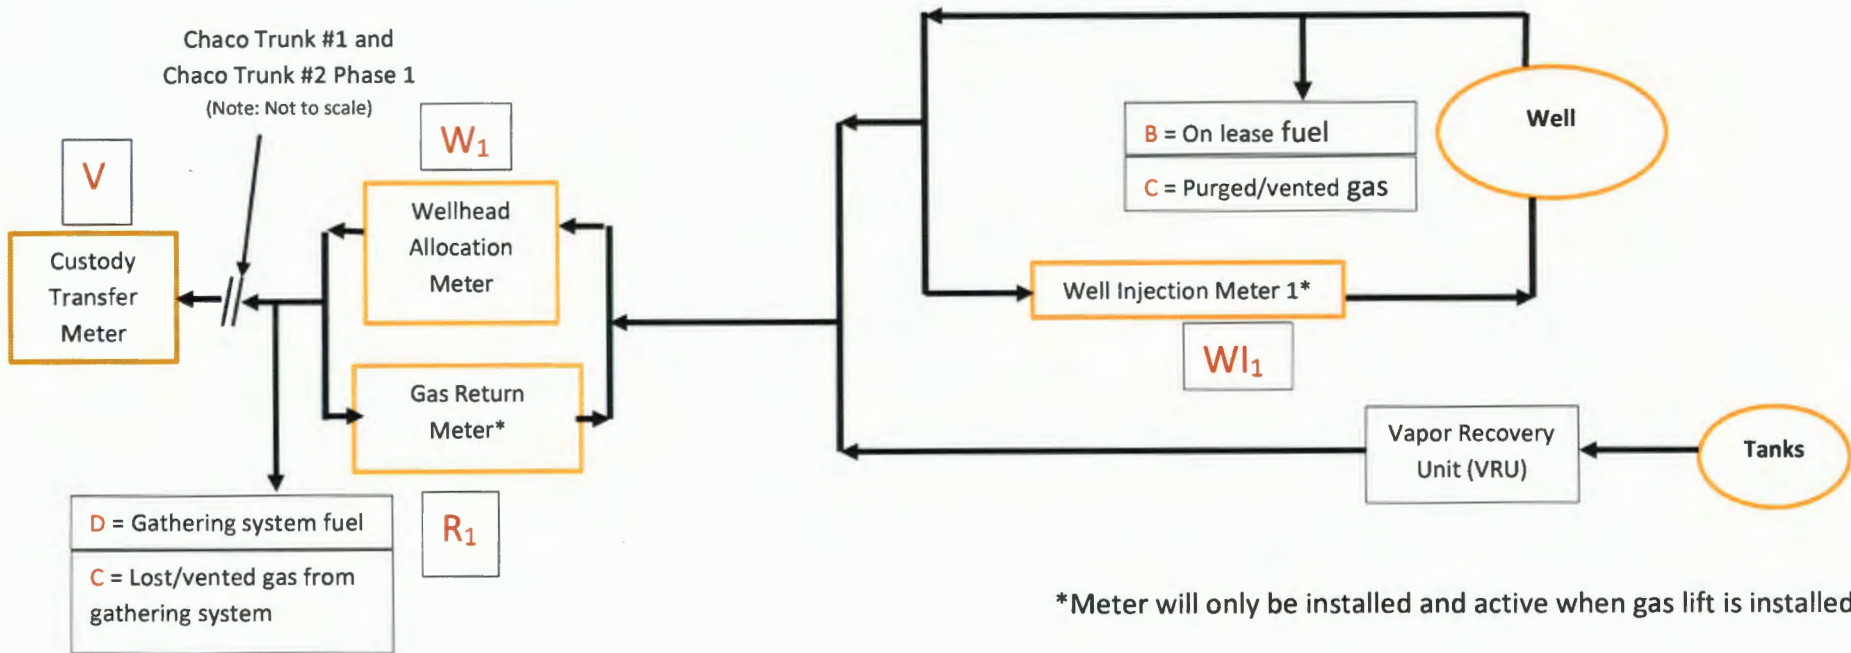 Chaco Trunk #1 and
Chaco Trunk #2 Phase 1
(Note: Not to scale)
V
Custody
Transfer
Meter
W₁
Wellhead
Allocation
Meter
Gas Return
Meter*
R₁
D = Gathering system fuel
C = Lost/vented gas from
gathering system
B = On lease fuel
C = Purged/vented gas
Well
Well Injection Meter 1*
WI₁
Vapor Recovery
Unit (VRU)
Tanks
*Meter will only be installed and active when gas lift is installed